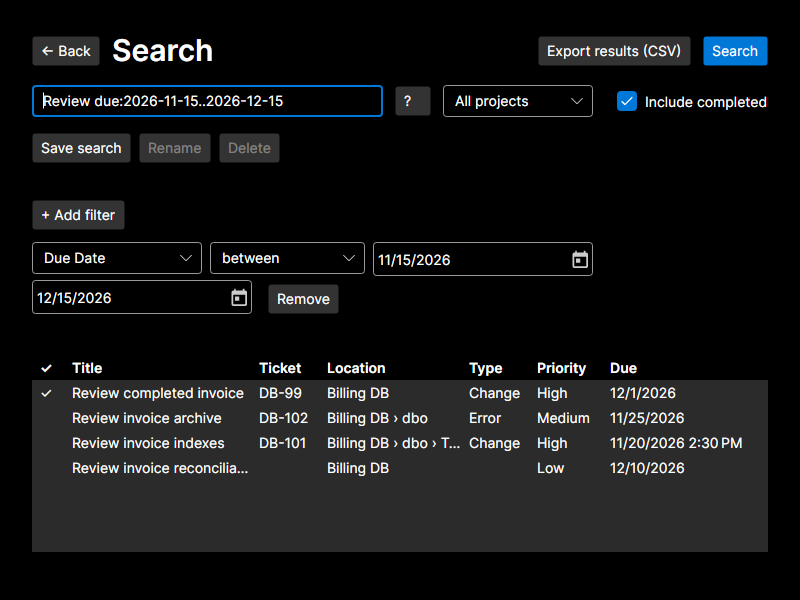 ← Back Search Export results (CSV) Search
Review due:2026-11-15..2026-12-15 ? All projects Include completed
Save search Rename Delete
+ Add filter
Due Date between 11/15/2026
12/15/2026 Remove
✓ Title Ticket Location Type Priority Due
✓ Review completed invoice DB-99 Billing DB Change High 12/1/2026
Review invoice archive DB-102 Billing DB › dbo Error Medium 11/25/2026
Review invoice indexes DB-101 Billing DB › dbo › T... Change High 11/20/2026 2:30 PM
Review invoice reconcilia... Billing DB Low 12/10/2026